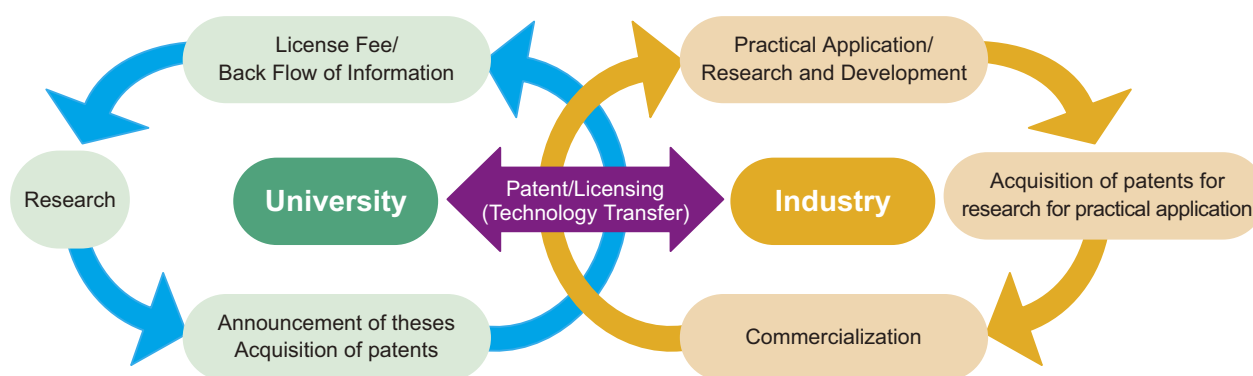 License Fee/
Back Flow of Information
Practical Application/
Research and Development
Research
University
Patent/Licensing
(Technology Transfer)
Industry
Acquisition of patents for
research for practical application
Announcement of theses
Acquisition of patents
Commercialization